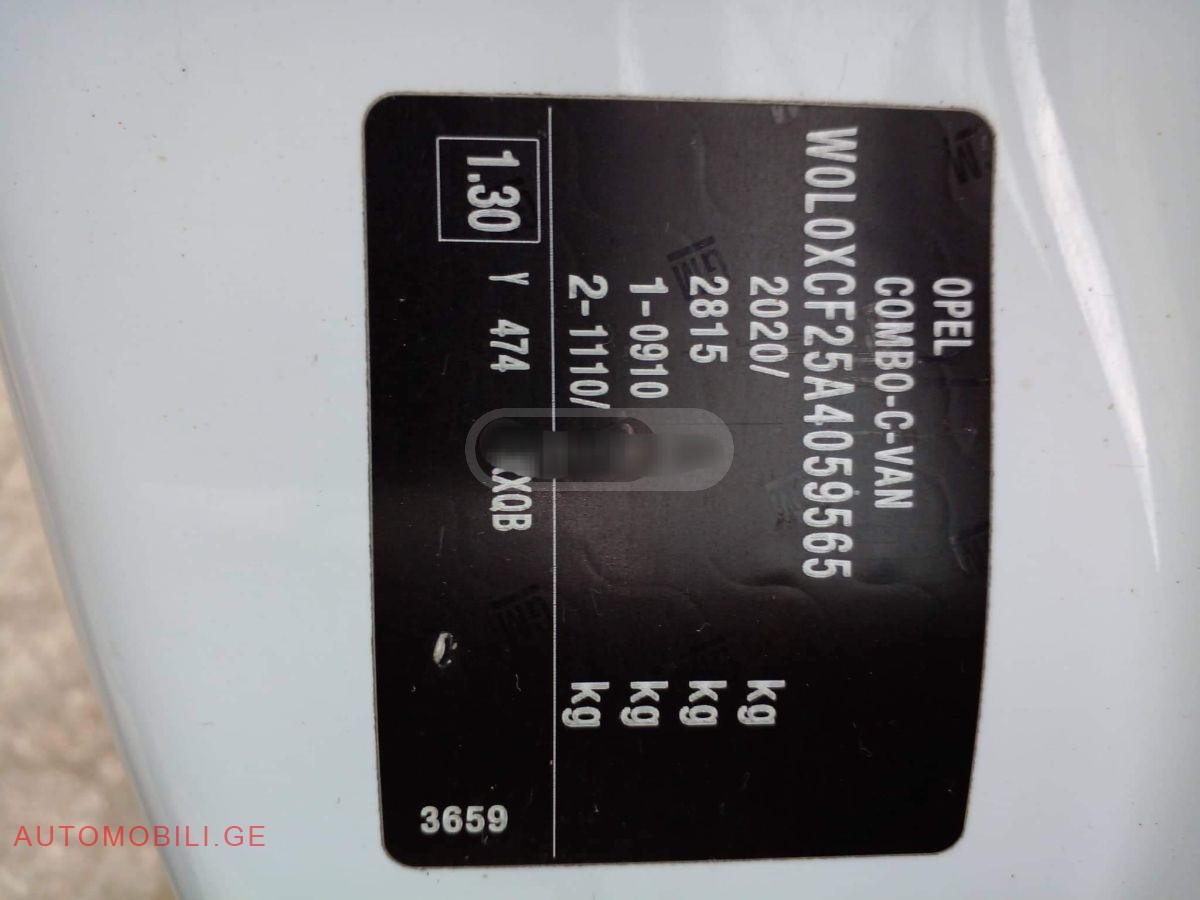 OPEL
COMBO-C-VAN
W0L0XCF25A4059565
2020/ kg
2815 kg
1-0910 kg
2-1110/ kg
1.30 Y 474 XQB
3659
AUTOMOBILI.GE